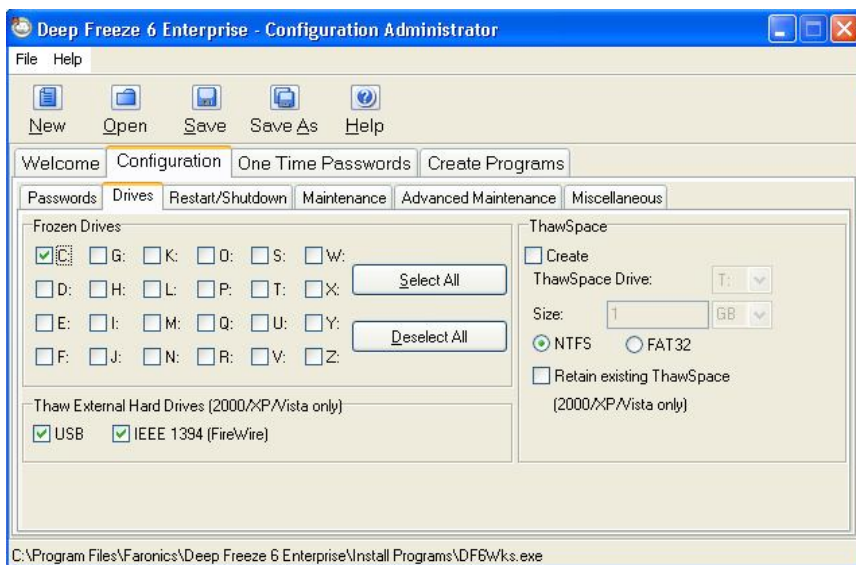 Deep Freeze 6 Enterprise - Configuration Administrator
File Help
New Open Save Save As Help
Welcome Configuration One Time Passwords Create Programs
Passwords Drives Restart/Shutdown Maintenance Advanced Maintenance Miscellaneous
Frozen Drives
C: G: K: O: S: W:
D: H: L: P: T: X:
E: I: M: Q: U: Y:
F: J: N: R: V: Z:
Select All
Deselect All
Thaw External Hard Drives (2000/XP/Vista only)
USB IEEE 1394 (FireWire)
ThawSpace
Create
ThawSpace Drive: T:
Size: 1 GB
NTFS FAT32
Retain existing ThawSpace
(2000/XP/Vista only)
C:\Program Files\Faronics\Deep Freeze 6 Enterprise\Install Programs\DF6Wks.exe